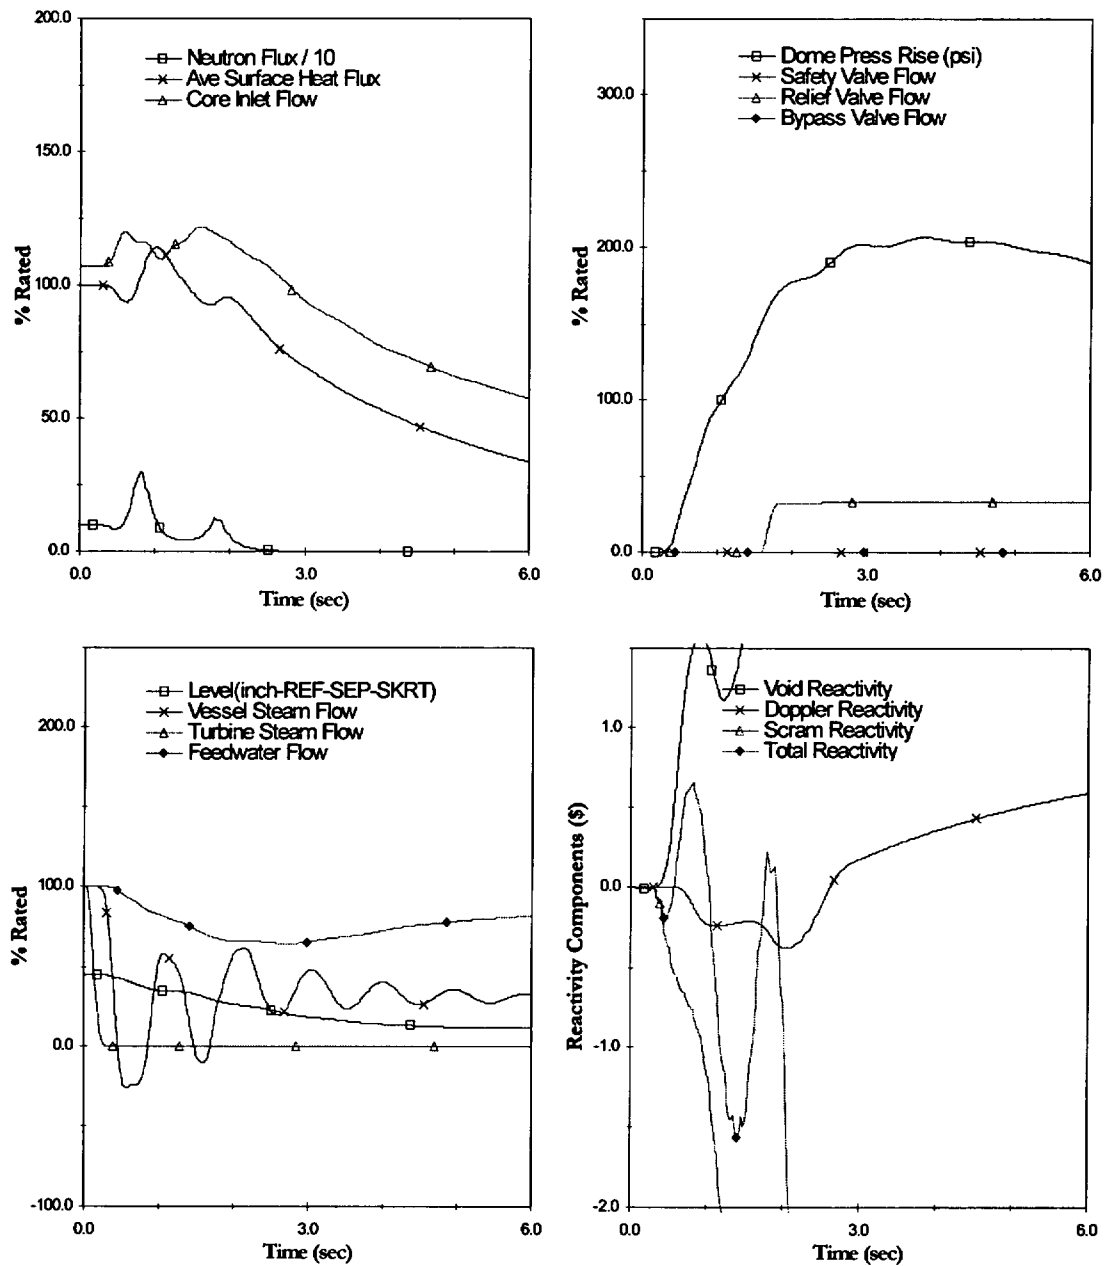 200.0
Neutron Flux / 10
Ave Surface Heat Flux
Core Inlet Flow
150.0
100.0
50.0
0.0
% Rated
0.0 3.0 6.0
Time (sec)
Dome Press Rise (psi)
Safety Valve Flow
Relief Valve Flow
Bypass Valve Flow
300.0
200.0
100.0
0.0
% Rated
0.0 3.0 6.0
Time (sec)
Level(inch-REF-SEP-SKRT)
Vessel Steam Flow
Turbine Steam Flow
Feedwater Flow
200.0
100.0
0.0
-100.0
% Rated
0.0 3.0 6.0
Time (sec)
Void Reactivity
Doppler Reactivity
Scram Reactivity
Total Reactivity
1.0
0.0
-1.0
-2.0
Reactivity Components ($)
0.0 3.0 6.0
Time (sec)